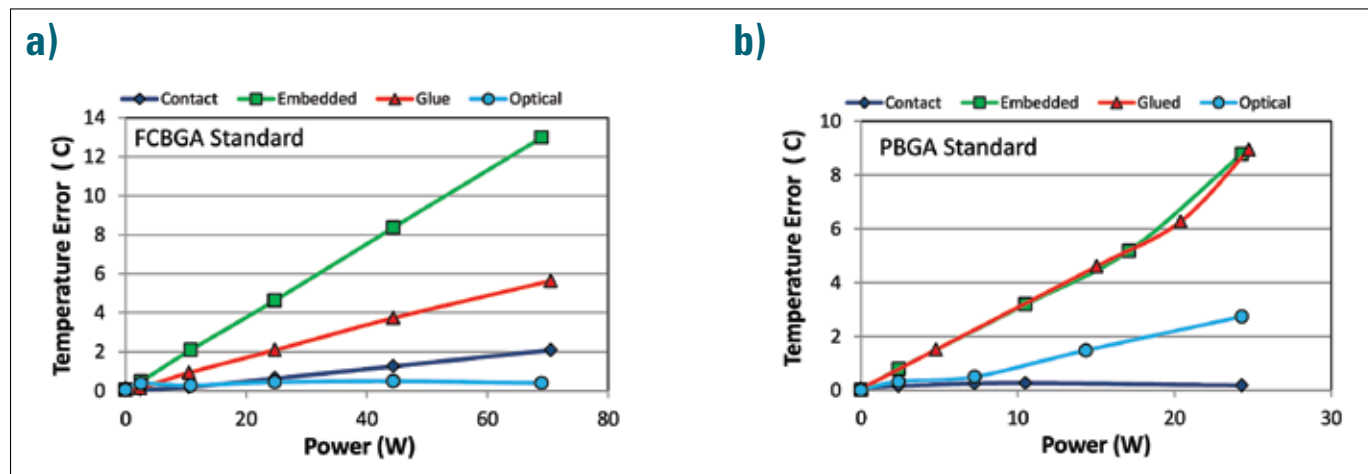 a)
Contact Embedded Glue Optical
FCBGA Standard
Temperature Error ( C)
14
12
10
8
6
4
2
0
0 20 40 60 80
Power (W)
b)
Contact Embedded Glued Optical
PBGA Standard
Temperature Error ( C)
10
8
6
4
2
0
0 10 20 30
Power (W)